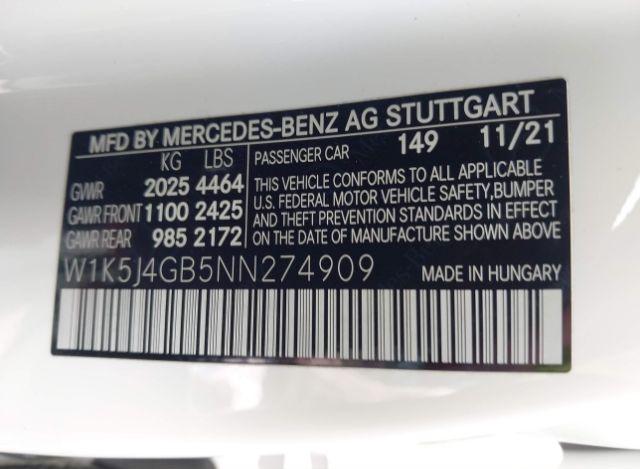 MFD BY MERCEDES-BENZ AG STUTTGART
KG LBS PASSENGER CAR 149 11/21
GVWR 2025 4464
GAWR FRONT 1100 2425
GAWR REAR 985 2172
THIS VEHICLE CONFORMS TO ALL APPLICABLE
U.S. FEDERAL MOTOR VEHICLE SAFETY,BUMPER
AND THEFT PREVENTION STANDARDS IN EFFECT
ON THE DATE OF MANUFACTURE SHOWN ABOVE
W1K5J4GB5NN274909 MADE IN HUNGARY